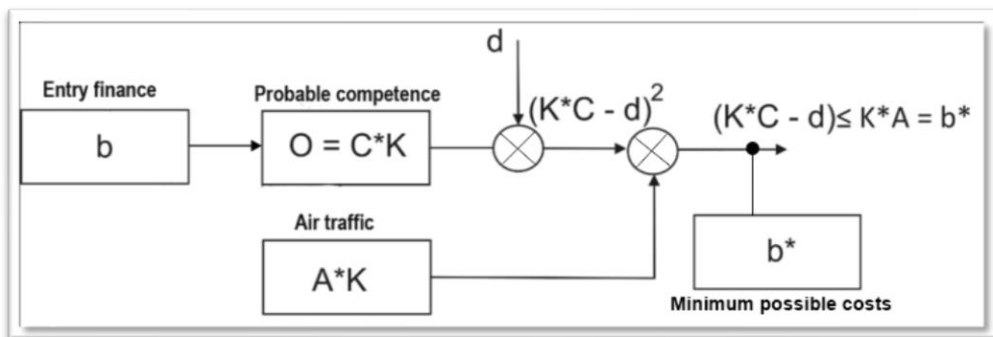 d
Entry finance
Probable competence
(K*C - d)²
(K*C - d)≤ K*A = b*
b
O = C*K
Air traffic
A*K
b*
Minimum possible costs